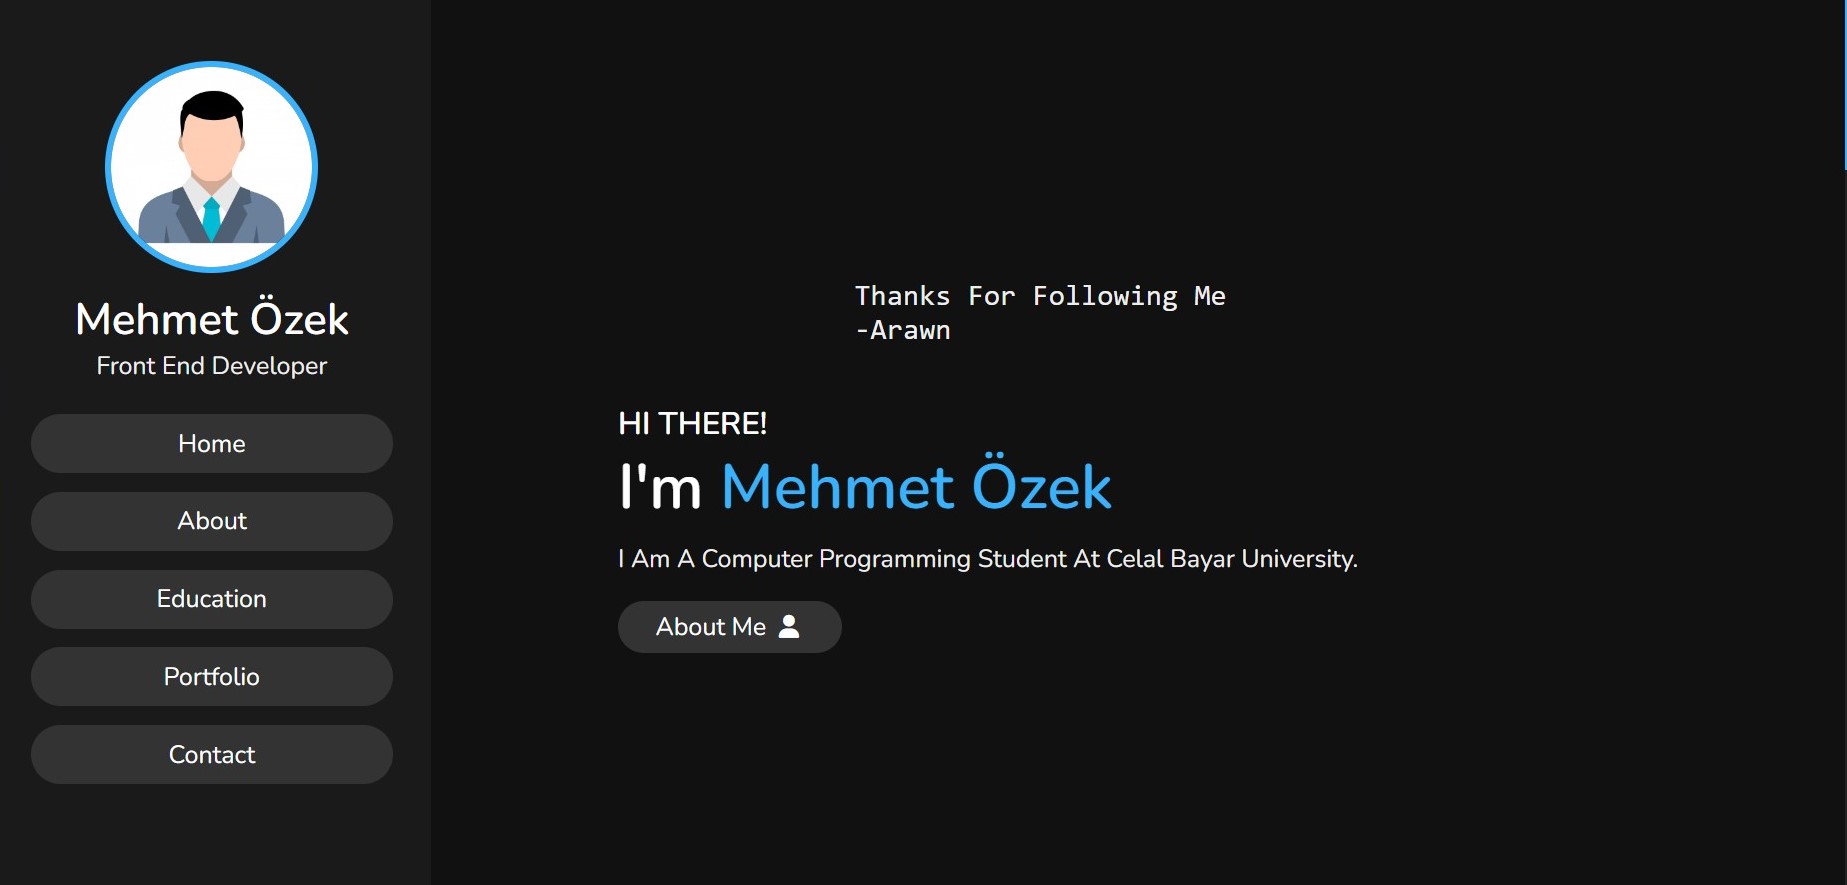 Mehmet Özek
Front End Developer
Home
About
Education
Portfolio
Contact
Thanks For Following Me
-Arawn
HI THERE!
I'm Mehmet Özek
I Am A Computer Programming Student At Celal Bayar University.
About Me